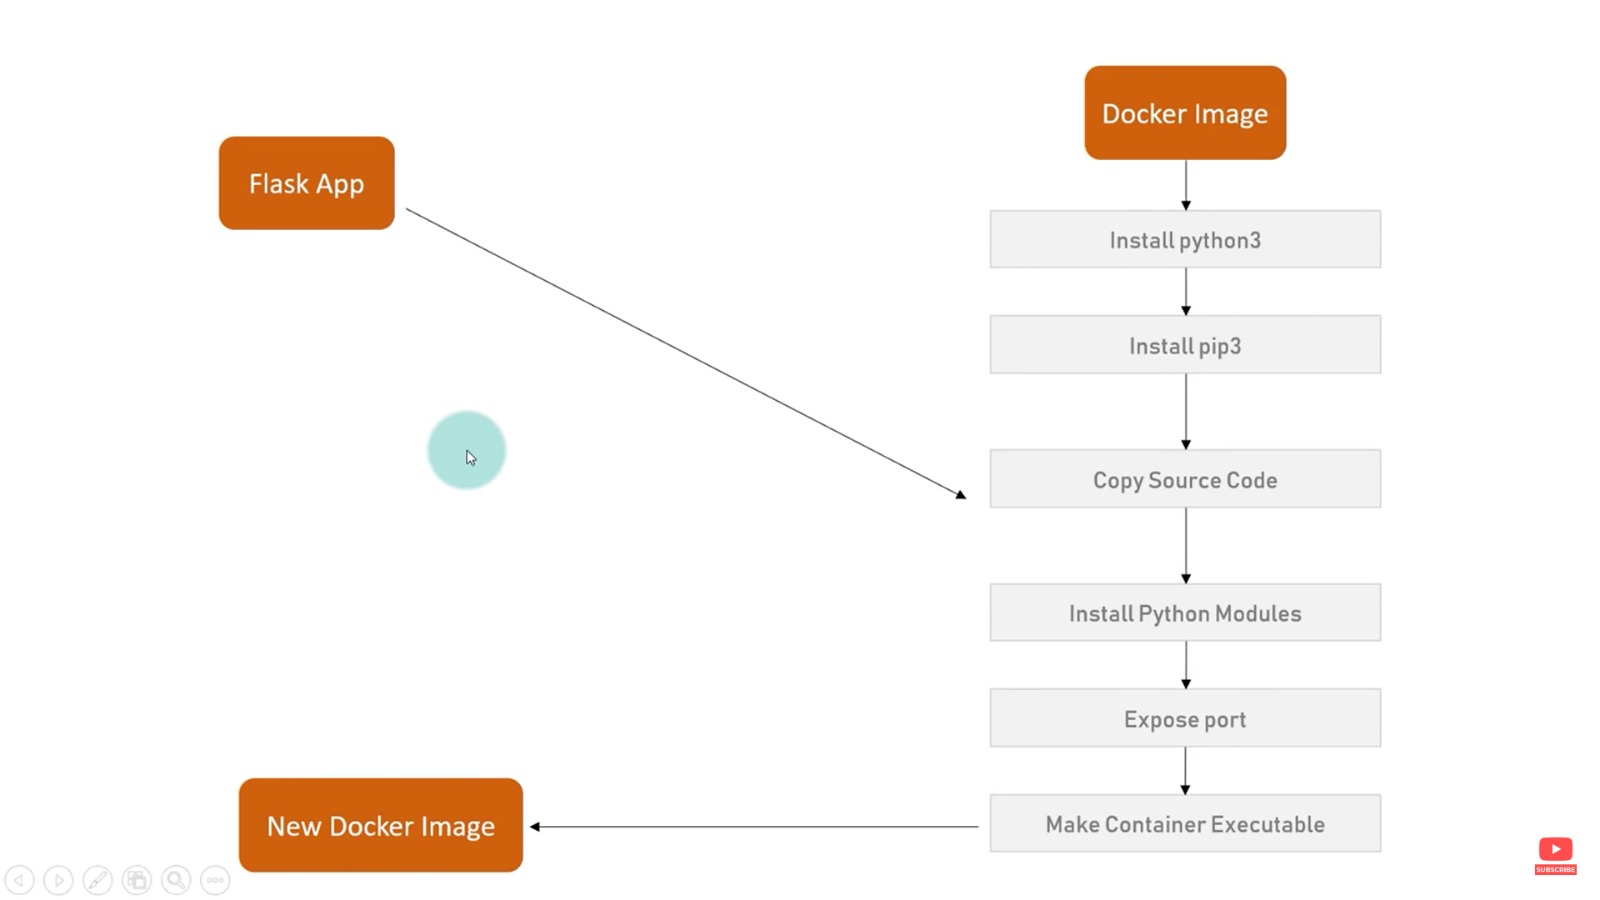 Docker Image
Flask App
Install python3
Install pip3
Copy Source Code
Install Python Modules
Expose port
Make Container Executable
New Docker Image
SUBSCRIBE